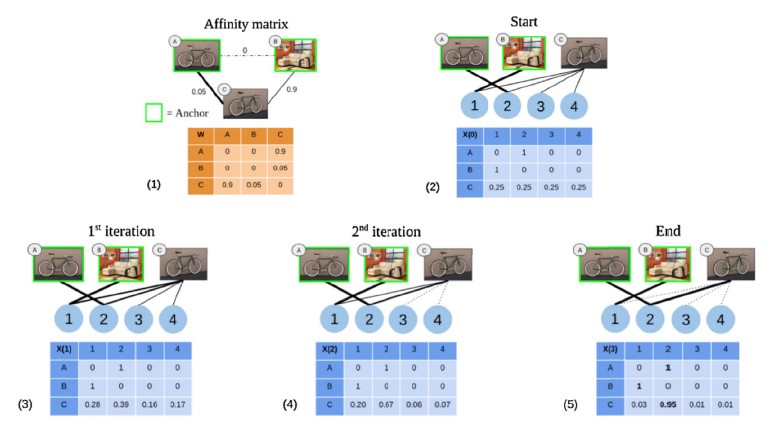 Affinity matrix
A
B
0
0.05
C
0.9
= Anchor
W A B C
A 0 0 0.9
B 0 0 0.05
C 0.9 0.05 0
(1)
Start
A
B
C
1 2 3 4
X(0) 1 2 3 4
A 0 1 0 0
B 1 0 0 0
C 0.25 0.25 0.25 0.25
(2)
1st iteration
A
B
C
1 2 3 4
X(1) 1 2 3 4
A 0 1 0 0
B 1 0 0 0
C 0.28 0.39 0.16 0.17
(3)
2nd iteration
A
B
C
1 2 3 4
X(2) 1 2 3 4
A 0 1 0 0
B 1 0 0 0
C 0.20 0.67 0.06 0.07
(4)
End
A
B
C
1 2 3 4
X(3) 1 2 3 4
A 0 1 0 0
B 1 0 0 0
C 0.03 0.95 0.01 0.01
(5)